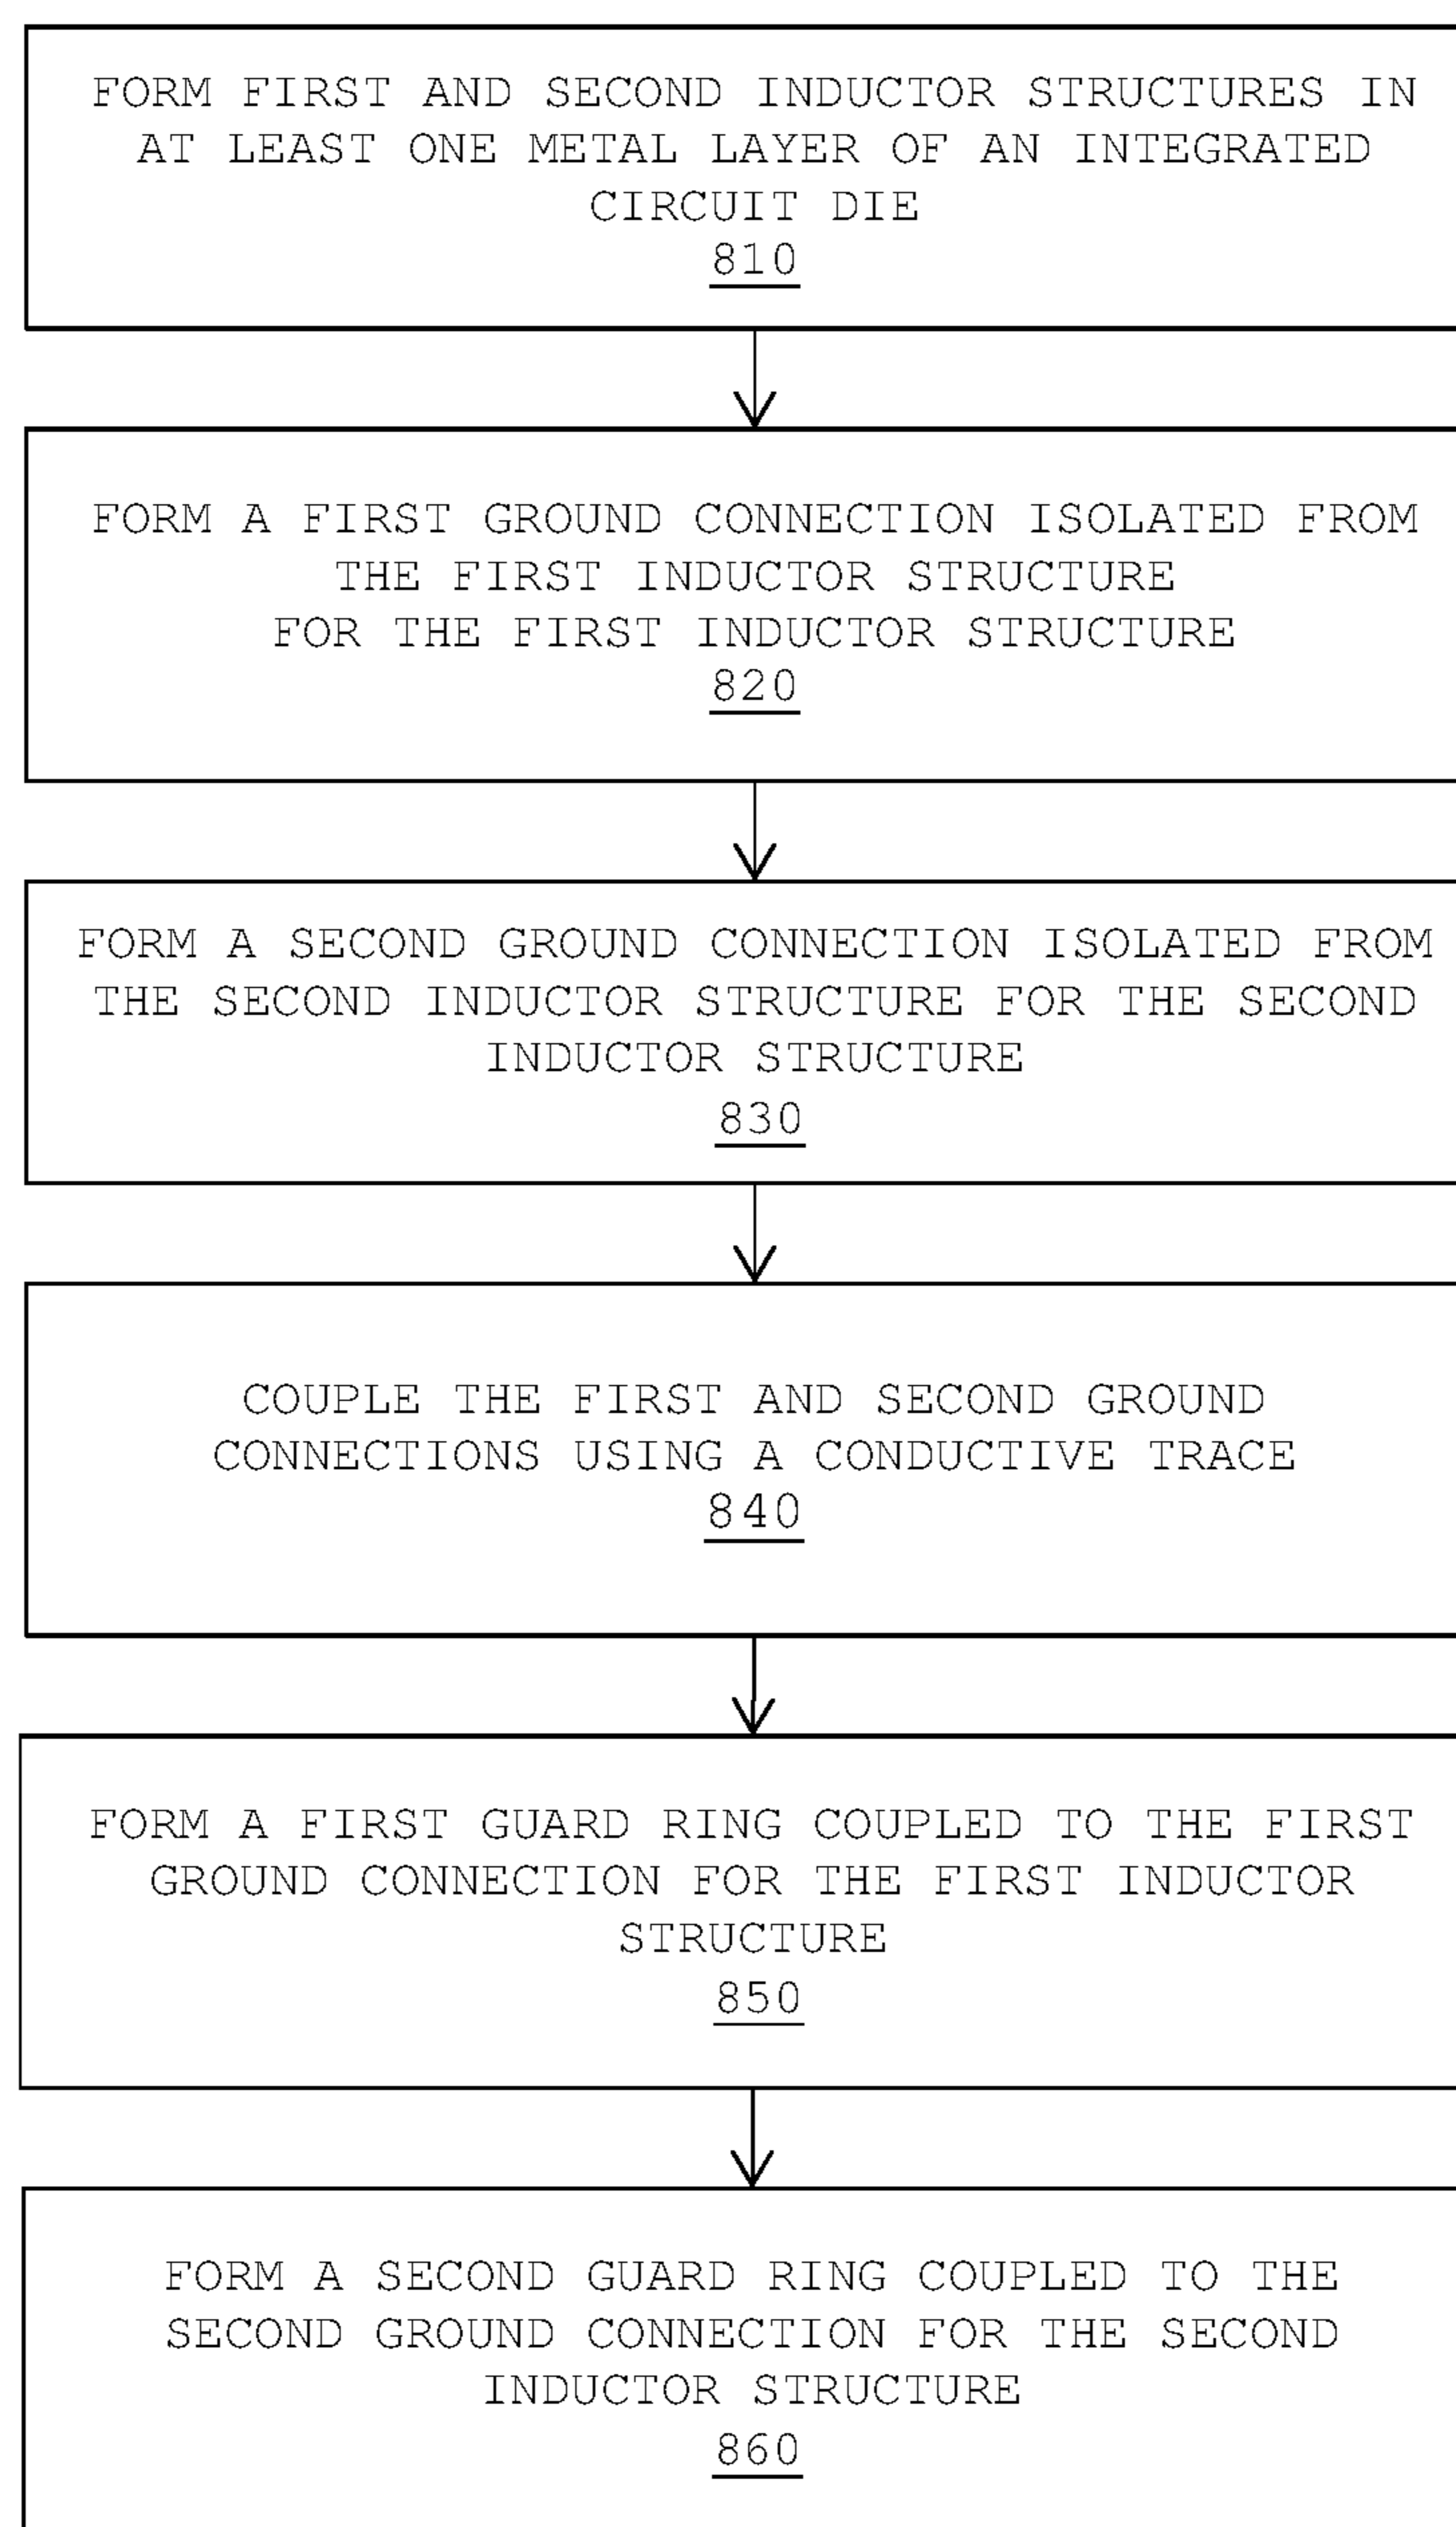 FORM FIRST AND SECOND INDUCTOR STRUCTURES IN
AT LEAST ONE METAL LAYER OF AN INTEGRATED
CIRCUIT DIE
810
FORM A FIRST GROUND CONNECTION ISOLATED FROM
THE FIRST INDUCTOR STRUCTURE
FOR THE FIRST INDUCTOR STRUCTURE
820
FORM A SECOND GROUND CONNECTION ISOLATED FROM
THE SECOND INDUCTOR STRUCTURE FOR THE SECOND
INDUCTOR STRUCTURE
830
COUPLE THE FIRST AND SECOND GROUND
CONNECTIONS USING A CONDUCTIVE TRACE
840
FORM A FIRST GUARD RING COUPLED TO THE FIRST
GROUND CONNECTION FOR THE FIRST INDUCTOR
STRUCTURE
850
FORM A SECOND GUARD RING COUPLED TO THE
SECOND GROUND CONNECTION FOR THE SECOND
INDUCTOR STRUCTURE
860